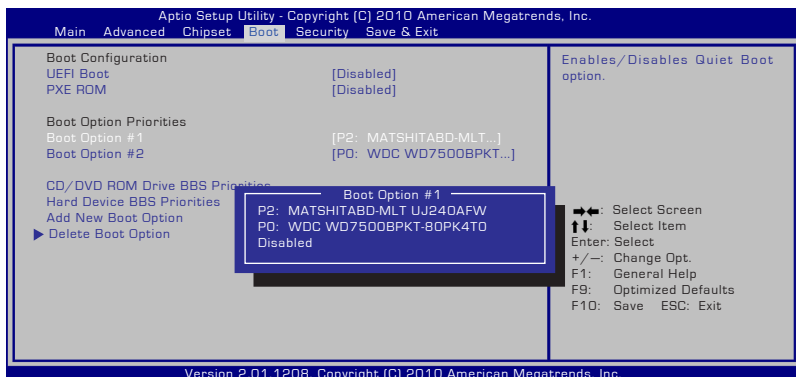 Aptio Setup Utility - Copyright (C) 2010 American Megatrends, Inc.
Main Advanced Chipset Boot Security Save & Exit
Boot Configuration
UEFI Boot [Disabled]
PXE ROM [Disabled]
Boot Option Priorities
Boot Option #1 [P2: MATSHITABD-MLT...]
Boot Option #2 [P0: WDC WD7500BPKT...]
CD/DVD ROM Drive BBS Priorities
Hard Device BBS Priorities
Add New Boot Option
Delete Boot Option
Boot Option #1
P2: MATSHITABD-MLT UJ240AFW
P0: WDC WD7500BPKT-80PK4T0
Disabled
Enables/Disables Quiet Boot
option.
→←: Select Screen
↑↓: Select Item
Enter: Select
+/—: Change Opt.
F1: General Help
F9: Optimized Defaults
F10: Save ESC: Exit
Version 2.01.1208. Copyright (C) 2010 American Megatrends, Inc.